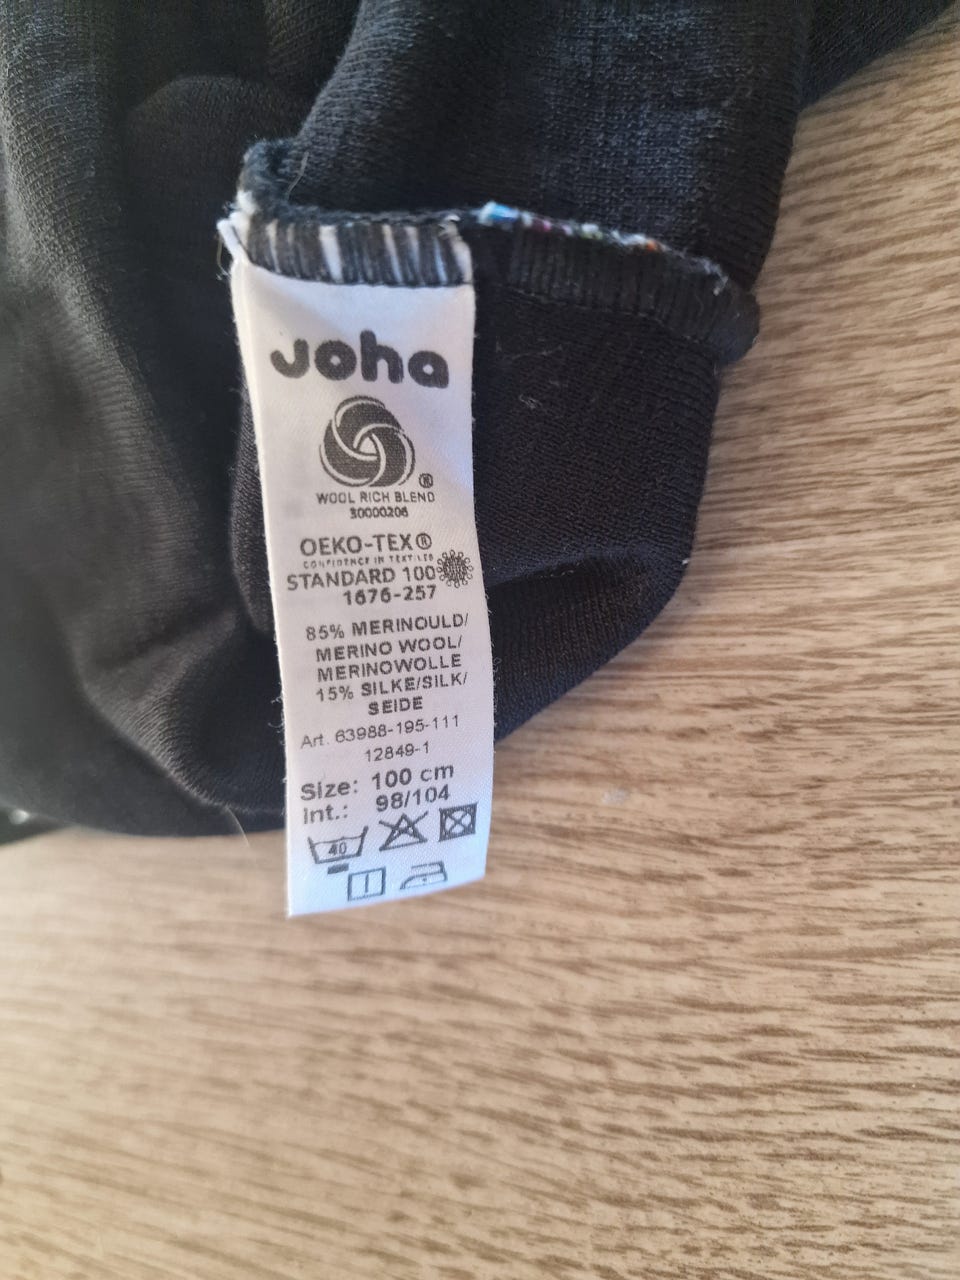 Joha
®
WOOL RICH BLEND
30000206
OEKO-TEX®
CONFIDENCE IN TEXTILES
STANDARD 100
1676-257
85% MERINOULD/
MERINO WOOL/
MERINOWOLLE
15% SILKE/SILK/
SEIDE
Art. 63988-195-111
12849-1
Size: 100 cm
Int.: 98/104
40